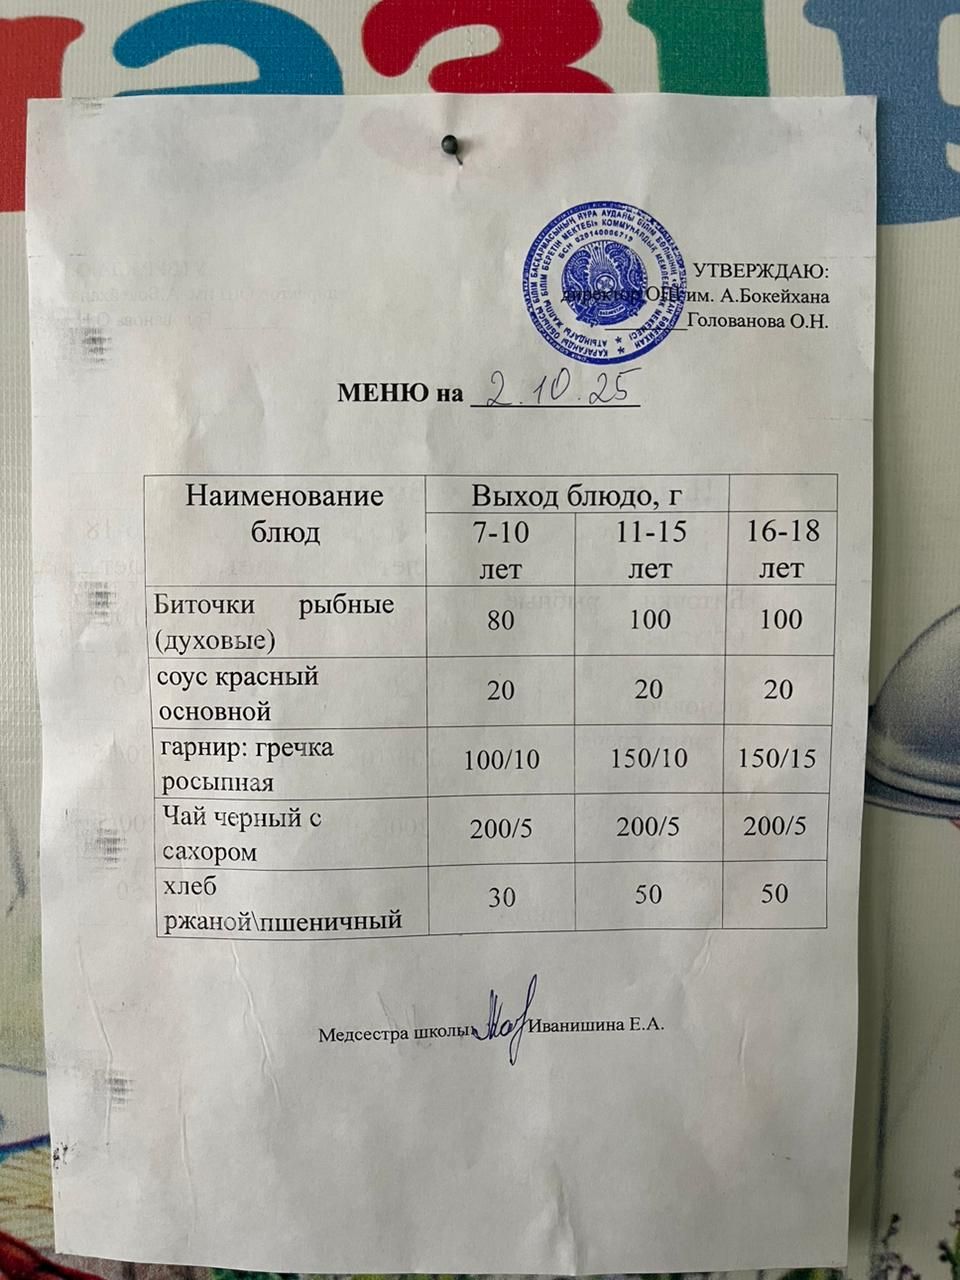 УТВЕРЖДАЮ:
директор ОШ им. А.Бокейхана
Голованова О.Н.
МЕНЮ на 2.10.25
Наименование блюд
Выход блюдо, г
7-10 лет
11-15 лет
16-18 лет
Биточки рыбные (духовые)
80
100
100
соус красный основной
20
20
20
гарнир: гречка росыпная
100/10
150/10
150/15
Чай черный с сахором
200/5
200/5
200/5
хлеб ржаной\пшеничный
30
50
50
Медсестра школы Иванишина Е.А.